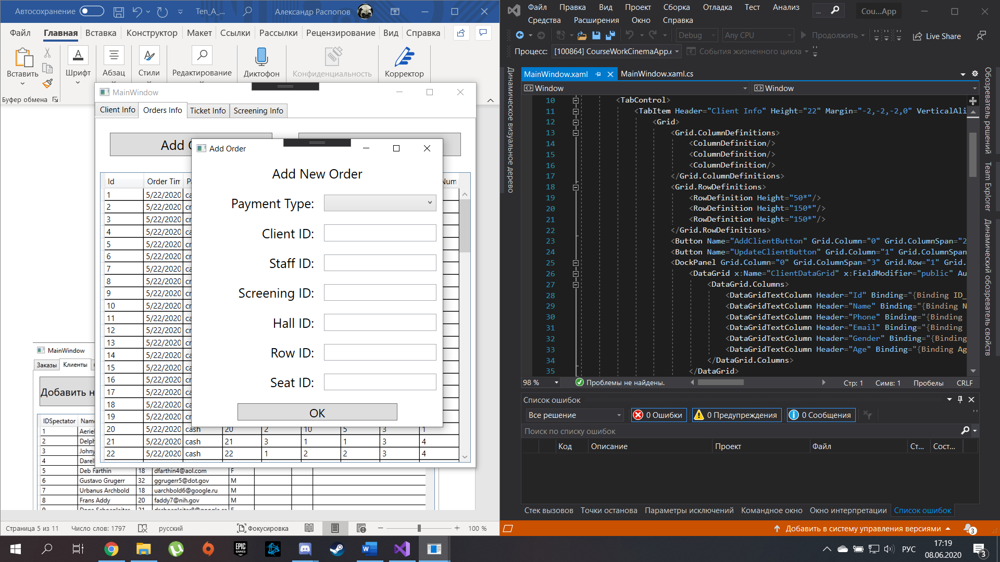 Автосохранение
Ten_A_...
Александр Распопов
Файл Главная Вставка Конструктор Макет Ссылки Рассылки Рецензирование Вид Справка
Вставить Шрифт Абзац Стили Редактирование Диктофон Конфиденциальность Корректор
Буфер обмена
MainWindow
Client Info Orders Info Ticket Info Screening Info
Id Order Tim
1 5/22/2020
2 5/22/2020
3 5/22/2020
4 5/22/2020
5 5/22/2020
6 5/22/2020
7 5/22/2020
8 5/22/2020
9 5/22/2020
10 5/22/2020
11 5/22/2020
12 5/22/2020
13 5/22/2020
14 5/22/2020
15 5/22/2020
16 5/22/2020
17 5/22/2020
18 5/22/2020
19 5/22/2020
20 5/22/2020 cash 20 2 10 5 3 1
21 5/22/2020 cash 21 3 1 1 3 4
22 5/22/2020 cash 22 1 2 2 3 4
Add Order
Add New Order
Payment Type:
Client ID:
Staff ID:
Screening ID:
Hall ID:
Row ID:
Seat ID:
OK
MainWindow
Заказы Клиенты
Добавить н
IDSpectator Name
1 Aeriel
2 Delph
3 Johny
4 Darell
5 Deb Farthin 18 dfarthin4@aol.com F
6 Gustavo Grugerr 32 ggrugerr5@dot.gov M
7 Urbanus Archbold 18 uarchbold6@google.ru M
8 Frans Addy 20 faddy7@nih.gov M
Страница 5 из 11 Число слов: 1797 русский Фокусировка 100 %
Файл Правка Вид Проект Сборка Отладка Тест Анализ
Средства Расширения Окно Справка
... Cou...App
Debug Any CPU Продолжить Live Share
Процесс: [100864] CourseWorkCinemaApp.e События жизненного цикла
Динамическое визуальное дерево
MainWindow.xaml MainWindow.xaml.cs
Window Window
10 <TabControl>
11 <TabItem Header="Client Info" Height="22" Margin="-2,-2,-2,0" VerticalAli
12 <Grid>
13 <Grid.ColumnDefinitions>
14 <ColumnDefinition/>
15 <ColumnDefinition/>
16 <ColumnDefinition/>
17 </Grid.ColumnDefinitions>
18 <Grid.RowDefinitions>
19 <RowDefinition Height="50*"/>
20 <RowDefinition Height="150*"/>
21 <RowDefinition Height="150*"/>
22 </Grid.RowDefinitions>
23 <Button Name="AddClientButton" Grid.Column="0" Grid.ColumnSpan="2
24 <Button Name="UpdateClientButton" Grid.Column="1" Grid.ColumnSpan
25 <DockPanel Grid.Column="0" Grid.ColumnSpan="3" Grid.Row="1" Grid.
26 <DataGrid x:Name="ClientDataGrid" x:FieldModifier="public" Au
27 <DataGrid.Columns>
28 <DataGridTextColumn Header="Id" Binding="{Binding ID_
29 <DataGridTextColumn Header="Name" Binding="{Binding N
30 <DataGridTextColumn Header="Phone" Binding="{Binding
31 <DataGridTextColumn Header="Email" Binding="{Binding
32 <DataGridTextColumn Header="Gender" Binding="{Binding
33 <DataGridTextColumn Header="Age" Binding="{Binding Ag
34 </DataGrid.Columns>
35 </DataGrid>
Обозреватель решений
Team Explorer
Динамический обозреватель свойств
98 % Проблемы не найдены. Стр: 1 Симв: 1 Пробелы CRLF
Список ошибок
Все решение 0 Ошибки 0 Предупреждения 0 Сообщения
Поиск по списку ошибок
Код Описание Проект Файл Ст... Сост...
Стек вызовов Точки останова Параметры исключений Командное окно Окно интерпретации Список ошибок
Добавить в систему управления версиями 3
EPIC GAMES
РУС
17:19
08.06.2020
3